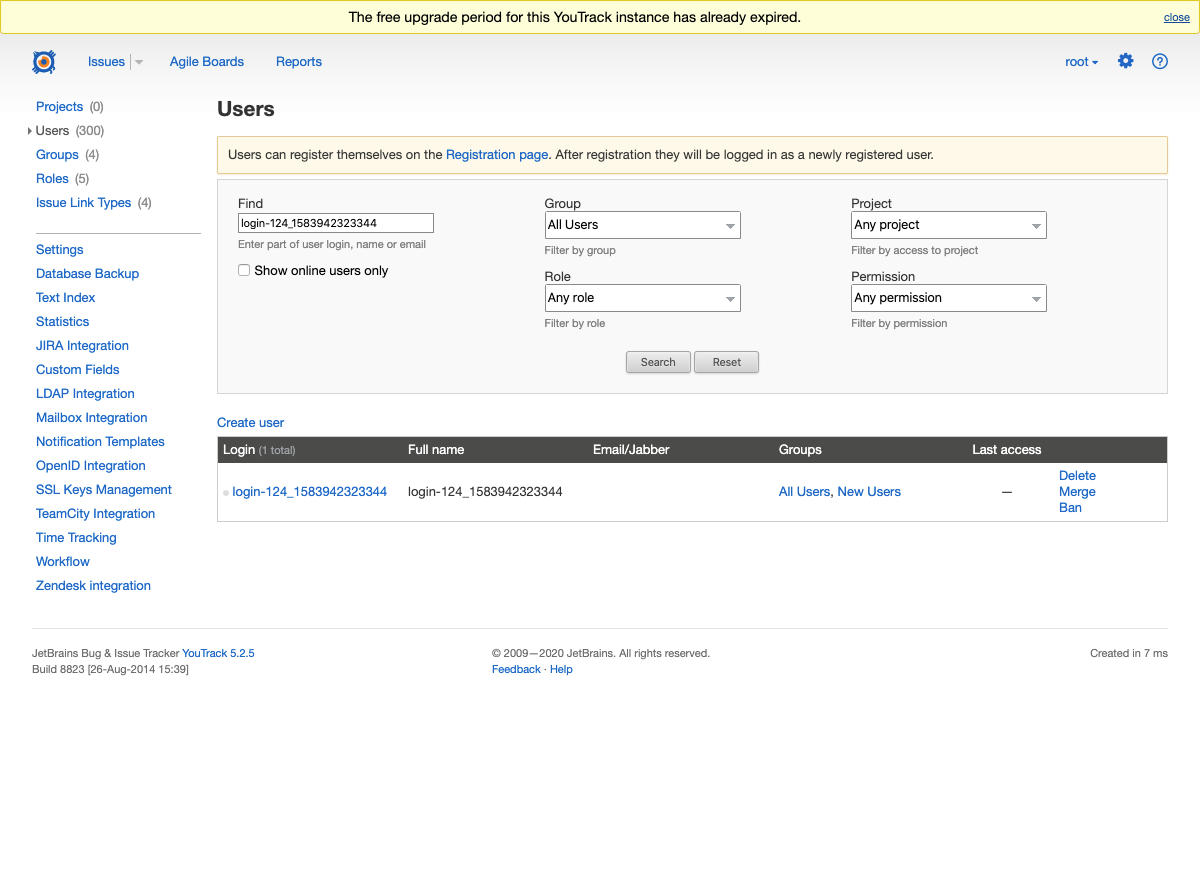 The free upgrade period for this YouTrack instance has already expired.
close
Issues
Agile Boards
Reports
root
Projects (0)
Users (300)
Groups (4)
Roles (5)
Issue Link Types (4)
Settings
Database Backup
Text Index
Statistics
JIRA Integration
Custom Fields
LDAP Integration
Mailbox Integration
Notification Templates
OpenID Integration
SSL Keys Management
TeamCity Integration
Time Tracking
Workflow
Zendesk integration
Users
Users can register themselves on the Registration page. After registration they will be logged in as a newly registered user.
Find
login-124_1583942323344
Enter part of user login, name or email
Show online users only
Group
All Users
Filter by group
Role
Any role
Filter by role
Project
Any project
Filter by access to project
Permission
Any permission
Filter by permission
Search
Reset
Create user
Login (1 total) Full name Email/Jabber Groups Last access
login-124_1583942323344 login-124_1583942323344 All Users, New Users —
Delete
Merge
Ban
JetBrains Bug & Issue Tracker YouTrack 5.2.5
Build 8823 [26-Aug-2014 15:39]
© 2009—2020 JetBrains. All rights reserved.
Feedback · Help
Created in 7 ms